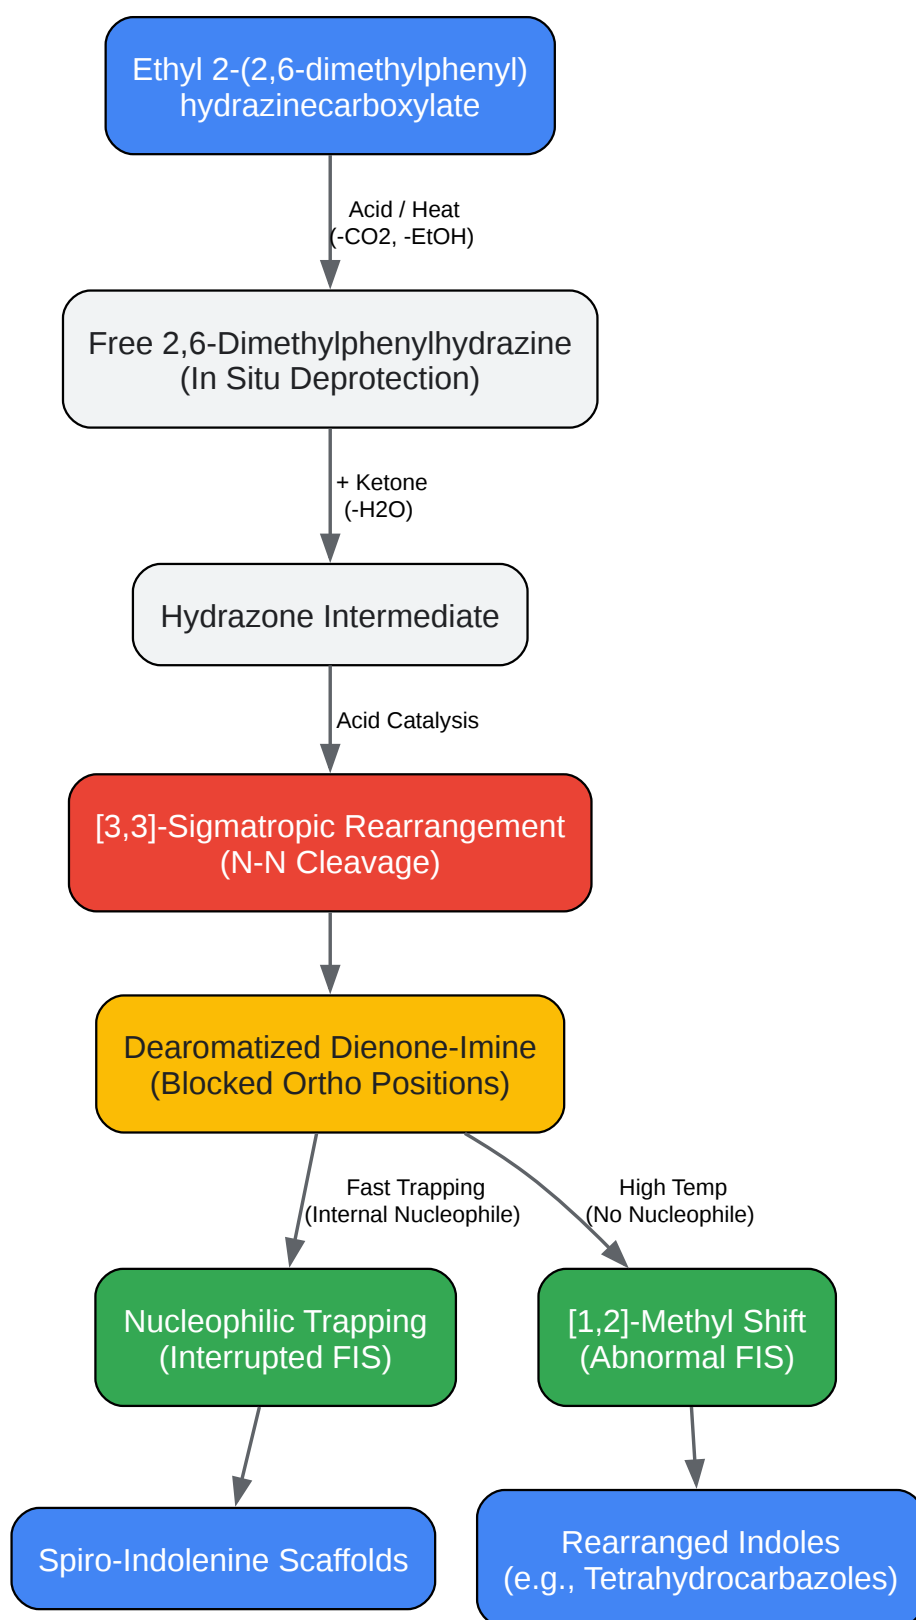 Ethyl 2-(2,6-dimethylphenyl)
hydrazinecarboxylate
Acid / Heat
(-CO2, -EtOH)
Free 2,6-Dimethylphenylhydrazine
(In Situ Deprotection)
+ Ketone
(-H2O)
Hydrazone Intermediate
Acid Catalysis
[3,3]-Sigmatropic Rearrangement
(N-N Cleavage)
Dearomatized Dienone-Imine
(Blocked Ortho Positions)
Fast Trapping
(Internal Nucleophile)
High Temp
(No Nucleophile)
Nucleophilic Trapping
(Interrupted FIS)
[1,2]-Methyl Shift
(Abnormal FIS)
Spiro-Indolenine Scaffolds
Rearranged Indoles
(e.g., Tetrahydrocarbazoles)